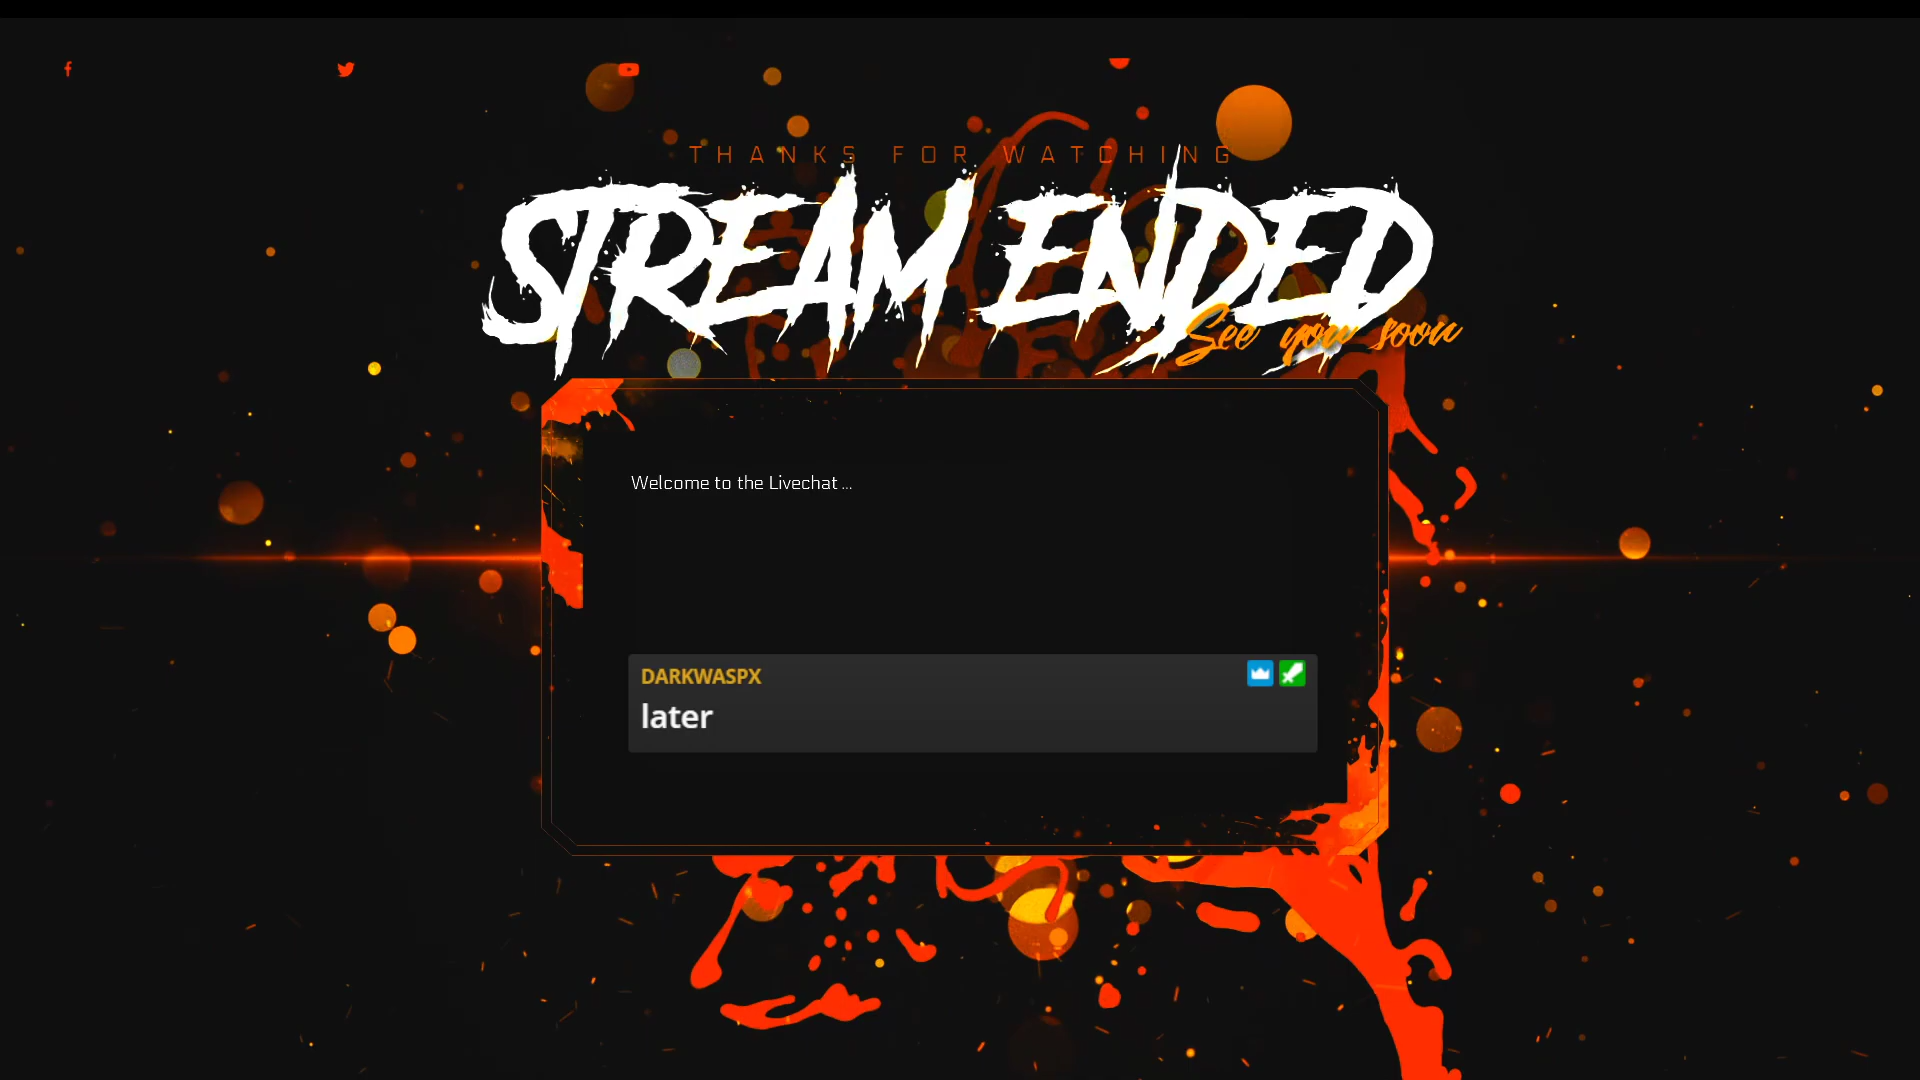 THANKS FOR WATCHING
STREAM ENDED
See you soon
Welcome to the Livechat ...
DARKWASPX
later